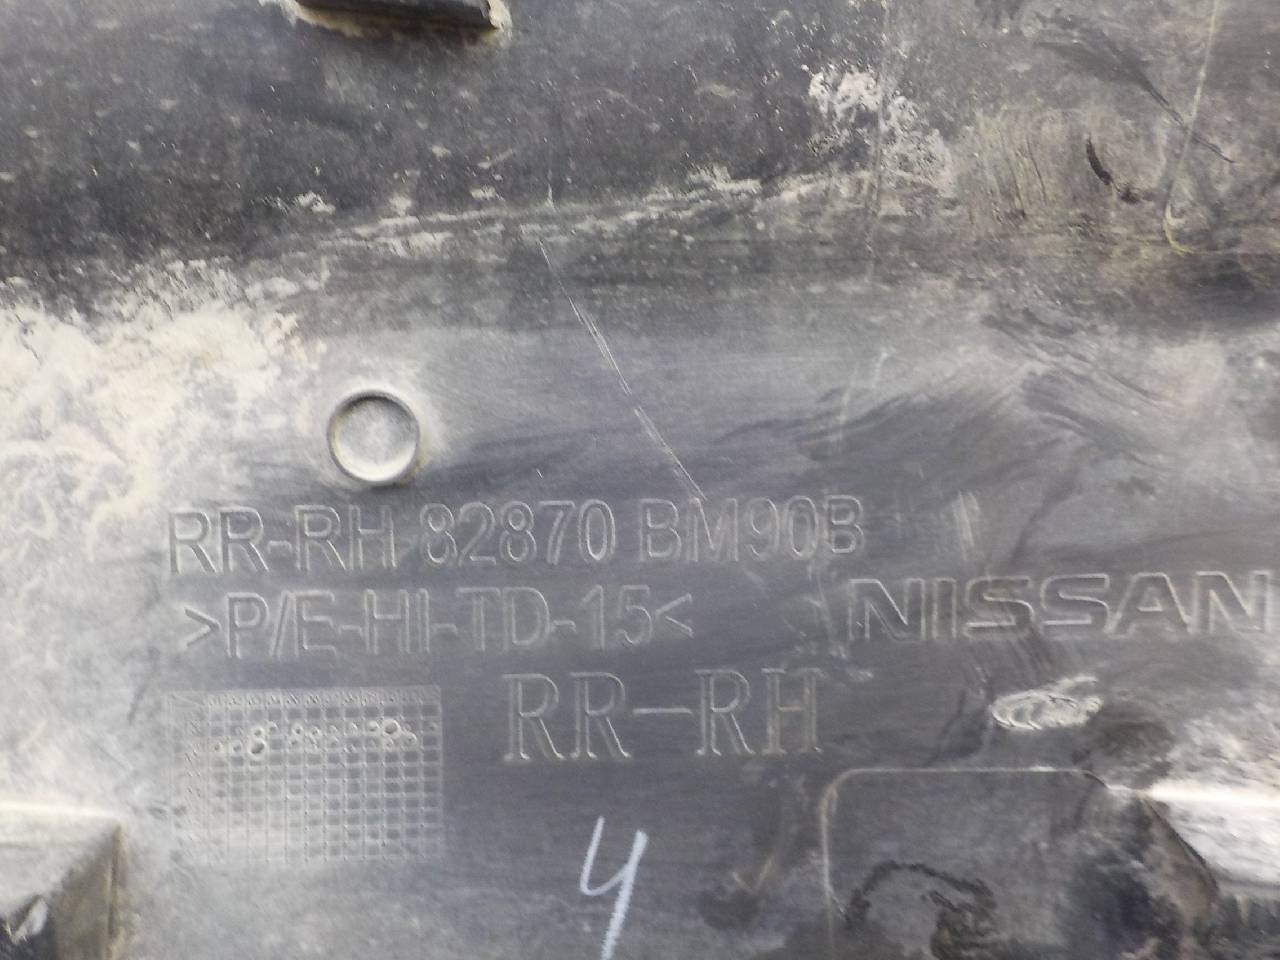 RR-RH 82870 BM90B
>P/E-HI-TD-15<
NISSAN
RR-RH
4